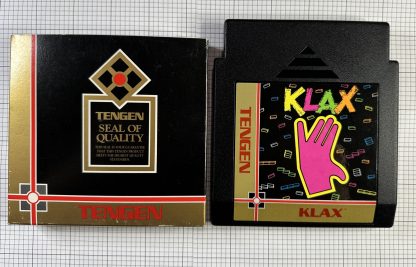 TENGEN
SEAL OF
QUALITY
TENGEN
KLAX
TENGEN
KLAX